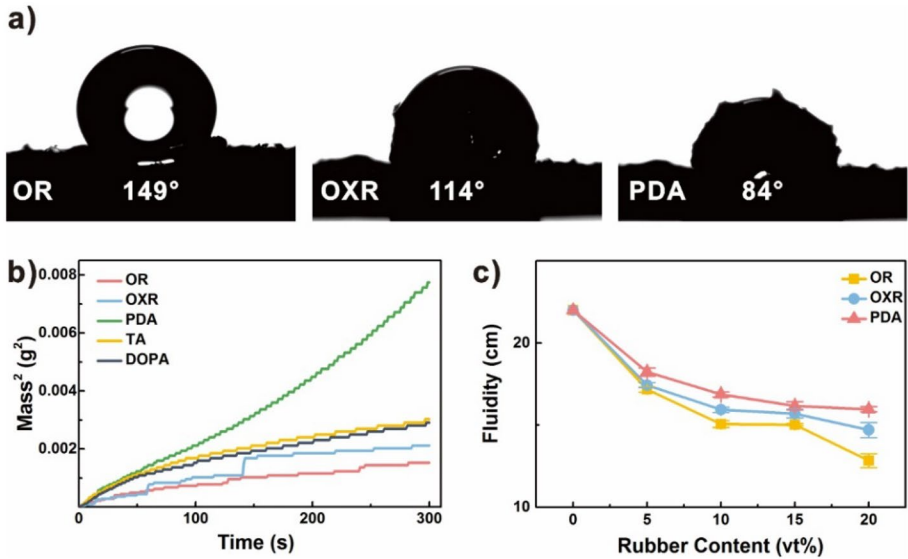 a)
OR 149°
OXR 114°
PDA 84°
b)
0.008
0.006
0.004
0.002
Mass² (g²)
OR
OXR
PDA
TA
DOPA
0 100 200 300
Time (s)
c)
20
10
Fluidity (cm)
OR
OXR
PDA
0 5 10 15 20
Rubber Content (vt%)